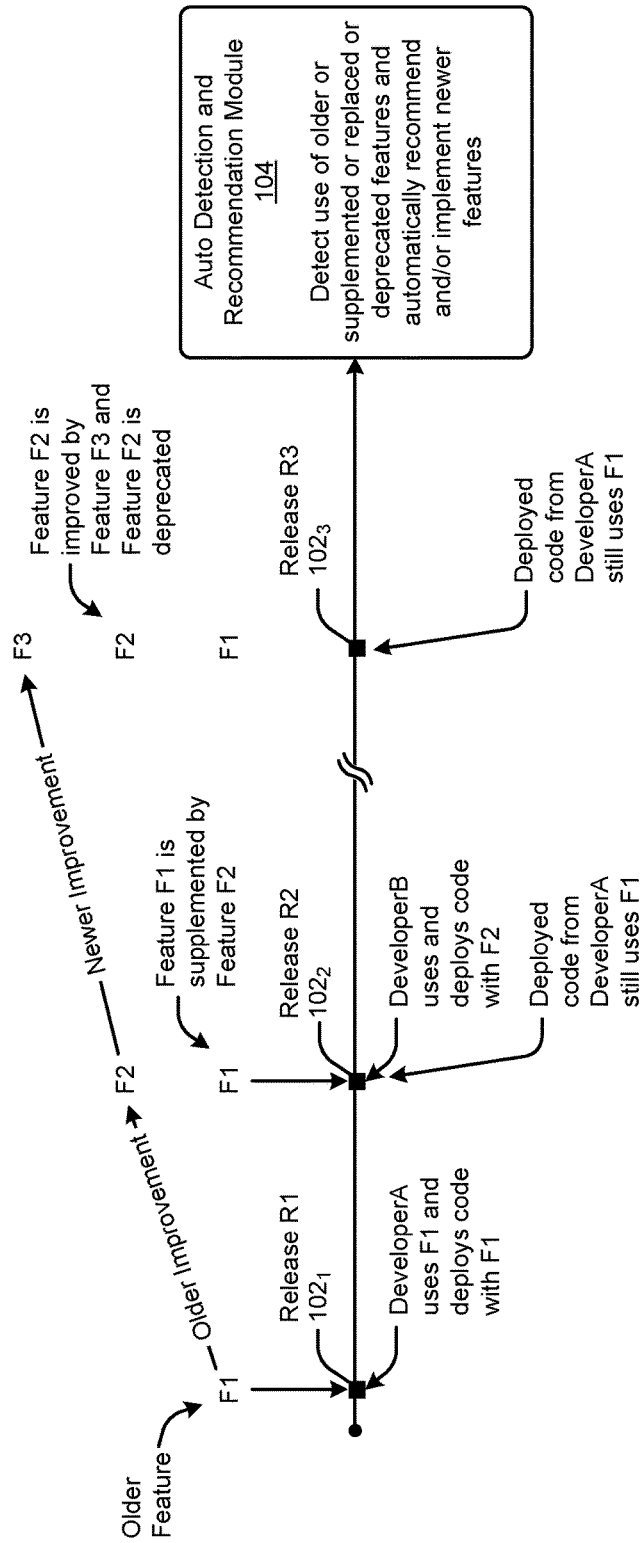 Older
Feature
F1
Older Improvement
F2
Newer Improvement
F3
Feature F1 is
supplemented by
Feature F2
F1
Feature F2 is
improved by
Feature F3 and
Feature F2 is
deprecated
F2
F1
Release R1
102₁
Release R2
102₂
Release R3
102₃
DeveloperA
uses F1 and
deploys code
with F1
DeveloperB
uses and
deploys code
with F2
Deployed
code from
DeveloperA
still uses F1
Deployed
code from
DeveloperA
still uses F1
Auto Detection and
Recommendation Module
104
Detect use of older or
supplemented or replaced or
deprecated features and
automatically recommend
and/or implement newer
features